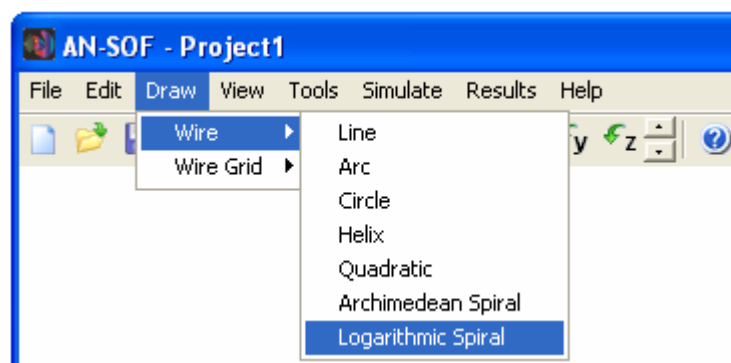 AN-SOF - Project1
File Edit Draw View Tools Simulate Results Help
y z ?
Wire
Wire Grid
Line
Arc
Circle
Helix
Quadratic
Archimedean Spiral
Logarithmic Spiral